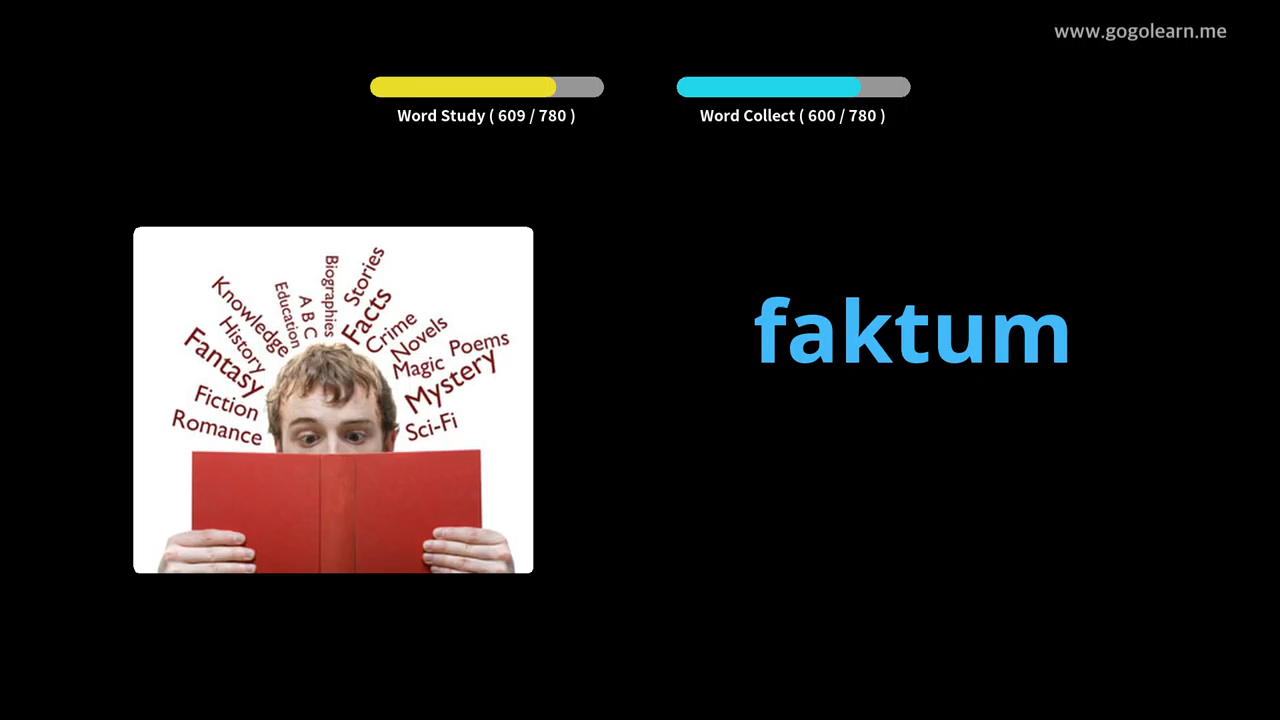 www.gogolearn.me
Word Study ( 609 / 780 )
Word Collect ( 600 / 780 )
faktum
Romance
Fiction
Fantasy
History
Knowledge
Education
A B C
Biographies
Stories
Facts
Crime
Novels
Magic
Poems
Mystery
Sci-Fi